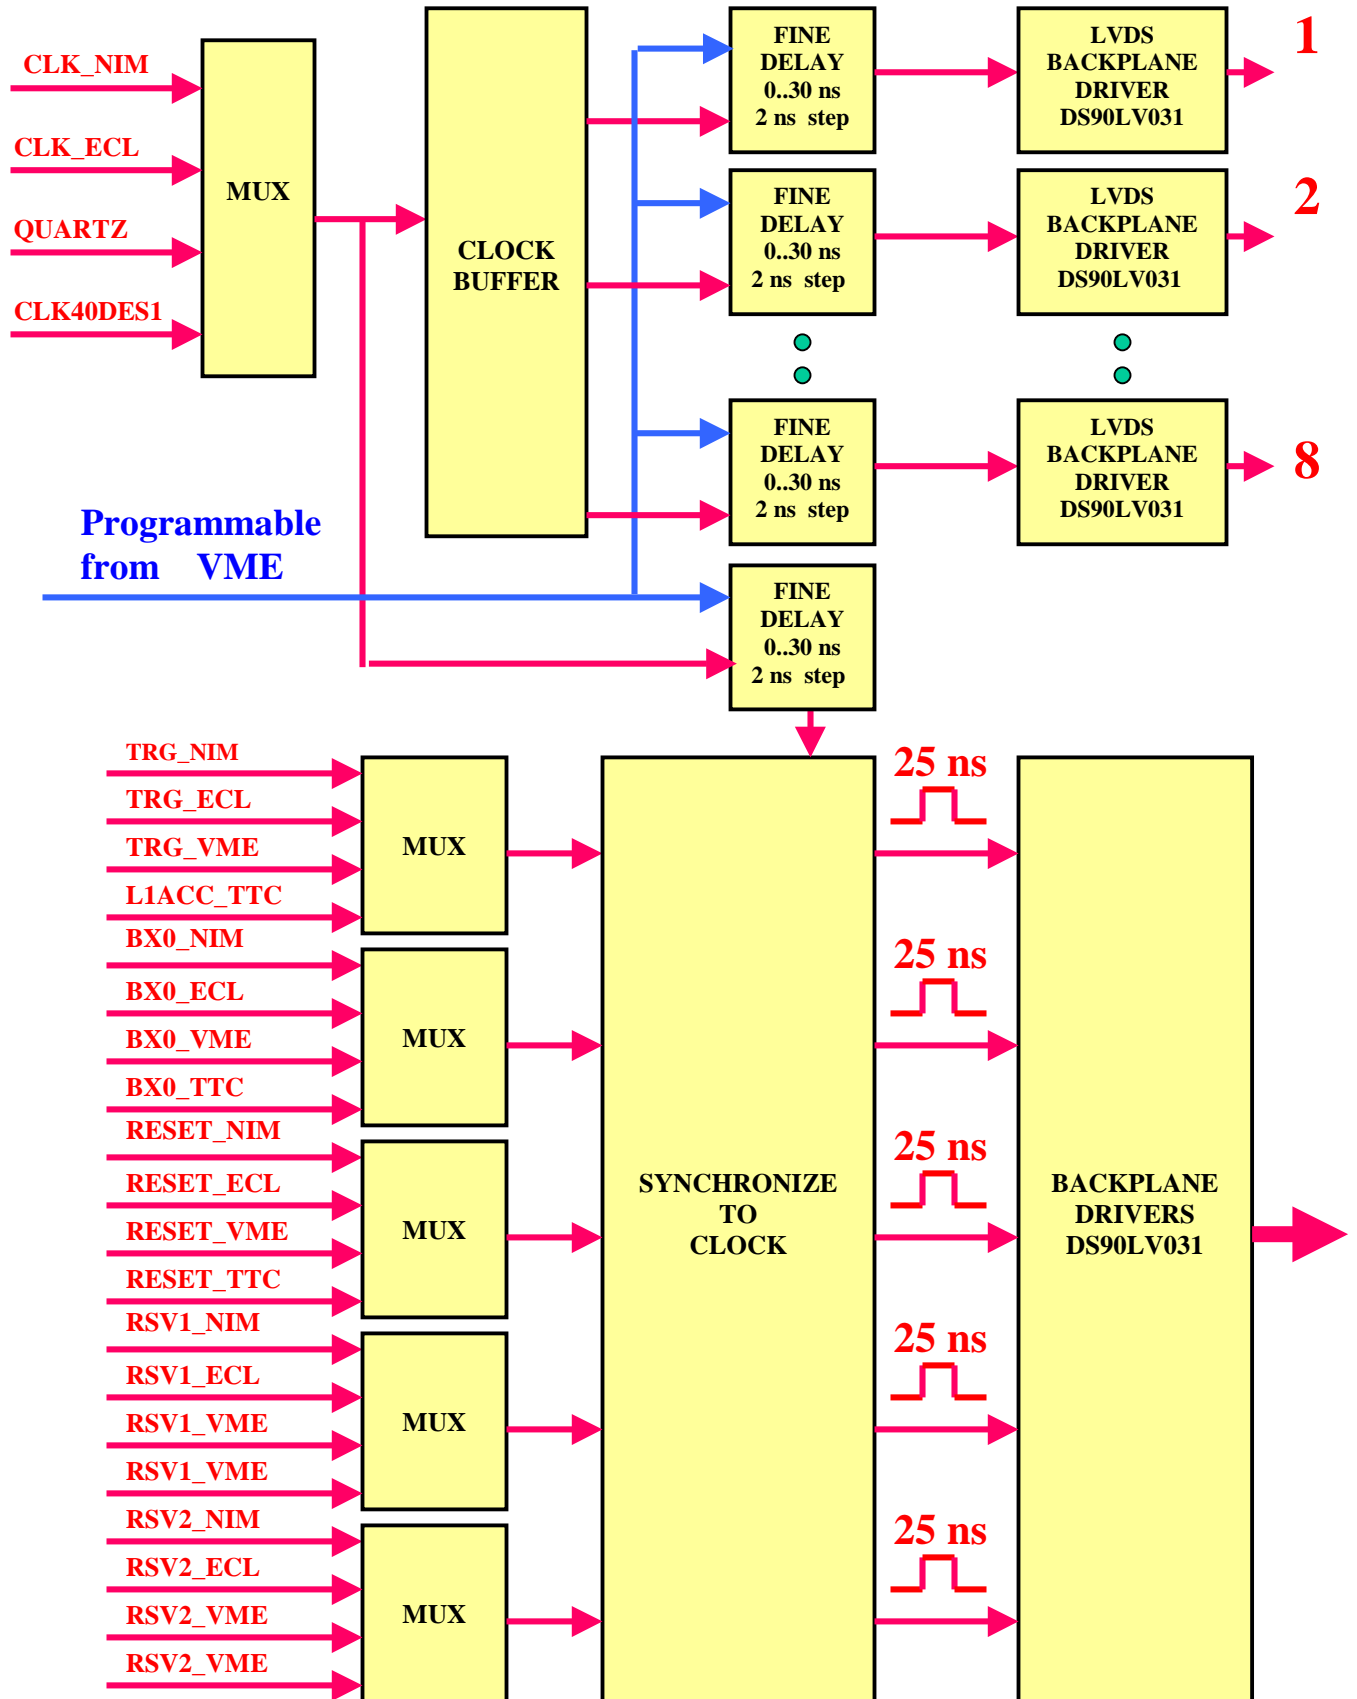 CLK_NIM
CLK_ECL
QUARTZ
CLK40DES1
MUX
CLOCK
BUFFER
FINE
DELAY
0..30 ns
2 ns step
LVDS
BACKPLANE
DRIVER
DS90LV031
1
FINE
DELAY
0..30 ns
2 ns step
LVDS
BACKPLANE
DRIVER
DS90LV031
2
FINE
DELAY
0..30 ns
2 ns step
LVDS
BACKPLANE
DRIVER
DS90LV031
8
Programmable
from VME
FINE
DELAY
0..30 ns
2 ns step
TRG_NIM
TRG_ECL
TRG_VME
L1ACC_TTC
MUX
BX0_NIM
BX0_ECL
BX0_VME
BX0_TTC
MUX
RESET_NIM
RESET_ECL
RESET_VME
RESET_TTC
MUX
RSV1_NIM
RSV1_ECL
RSV1_VME
RSV1_VME
MUX
RSV2_NIM
RSV2_ECL
RSV2_VME
RSV2_VME
MUX
SYNCHRONIZE
TO
CLOCK
25 ns
25 ns
25 ns
25 ns
25 ns
BACKPLANE
DRIVERS
DS90LV031